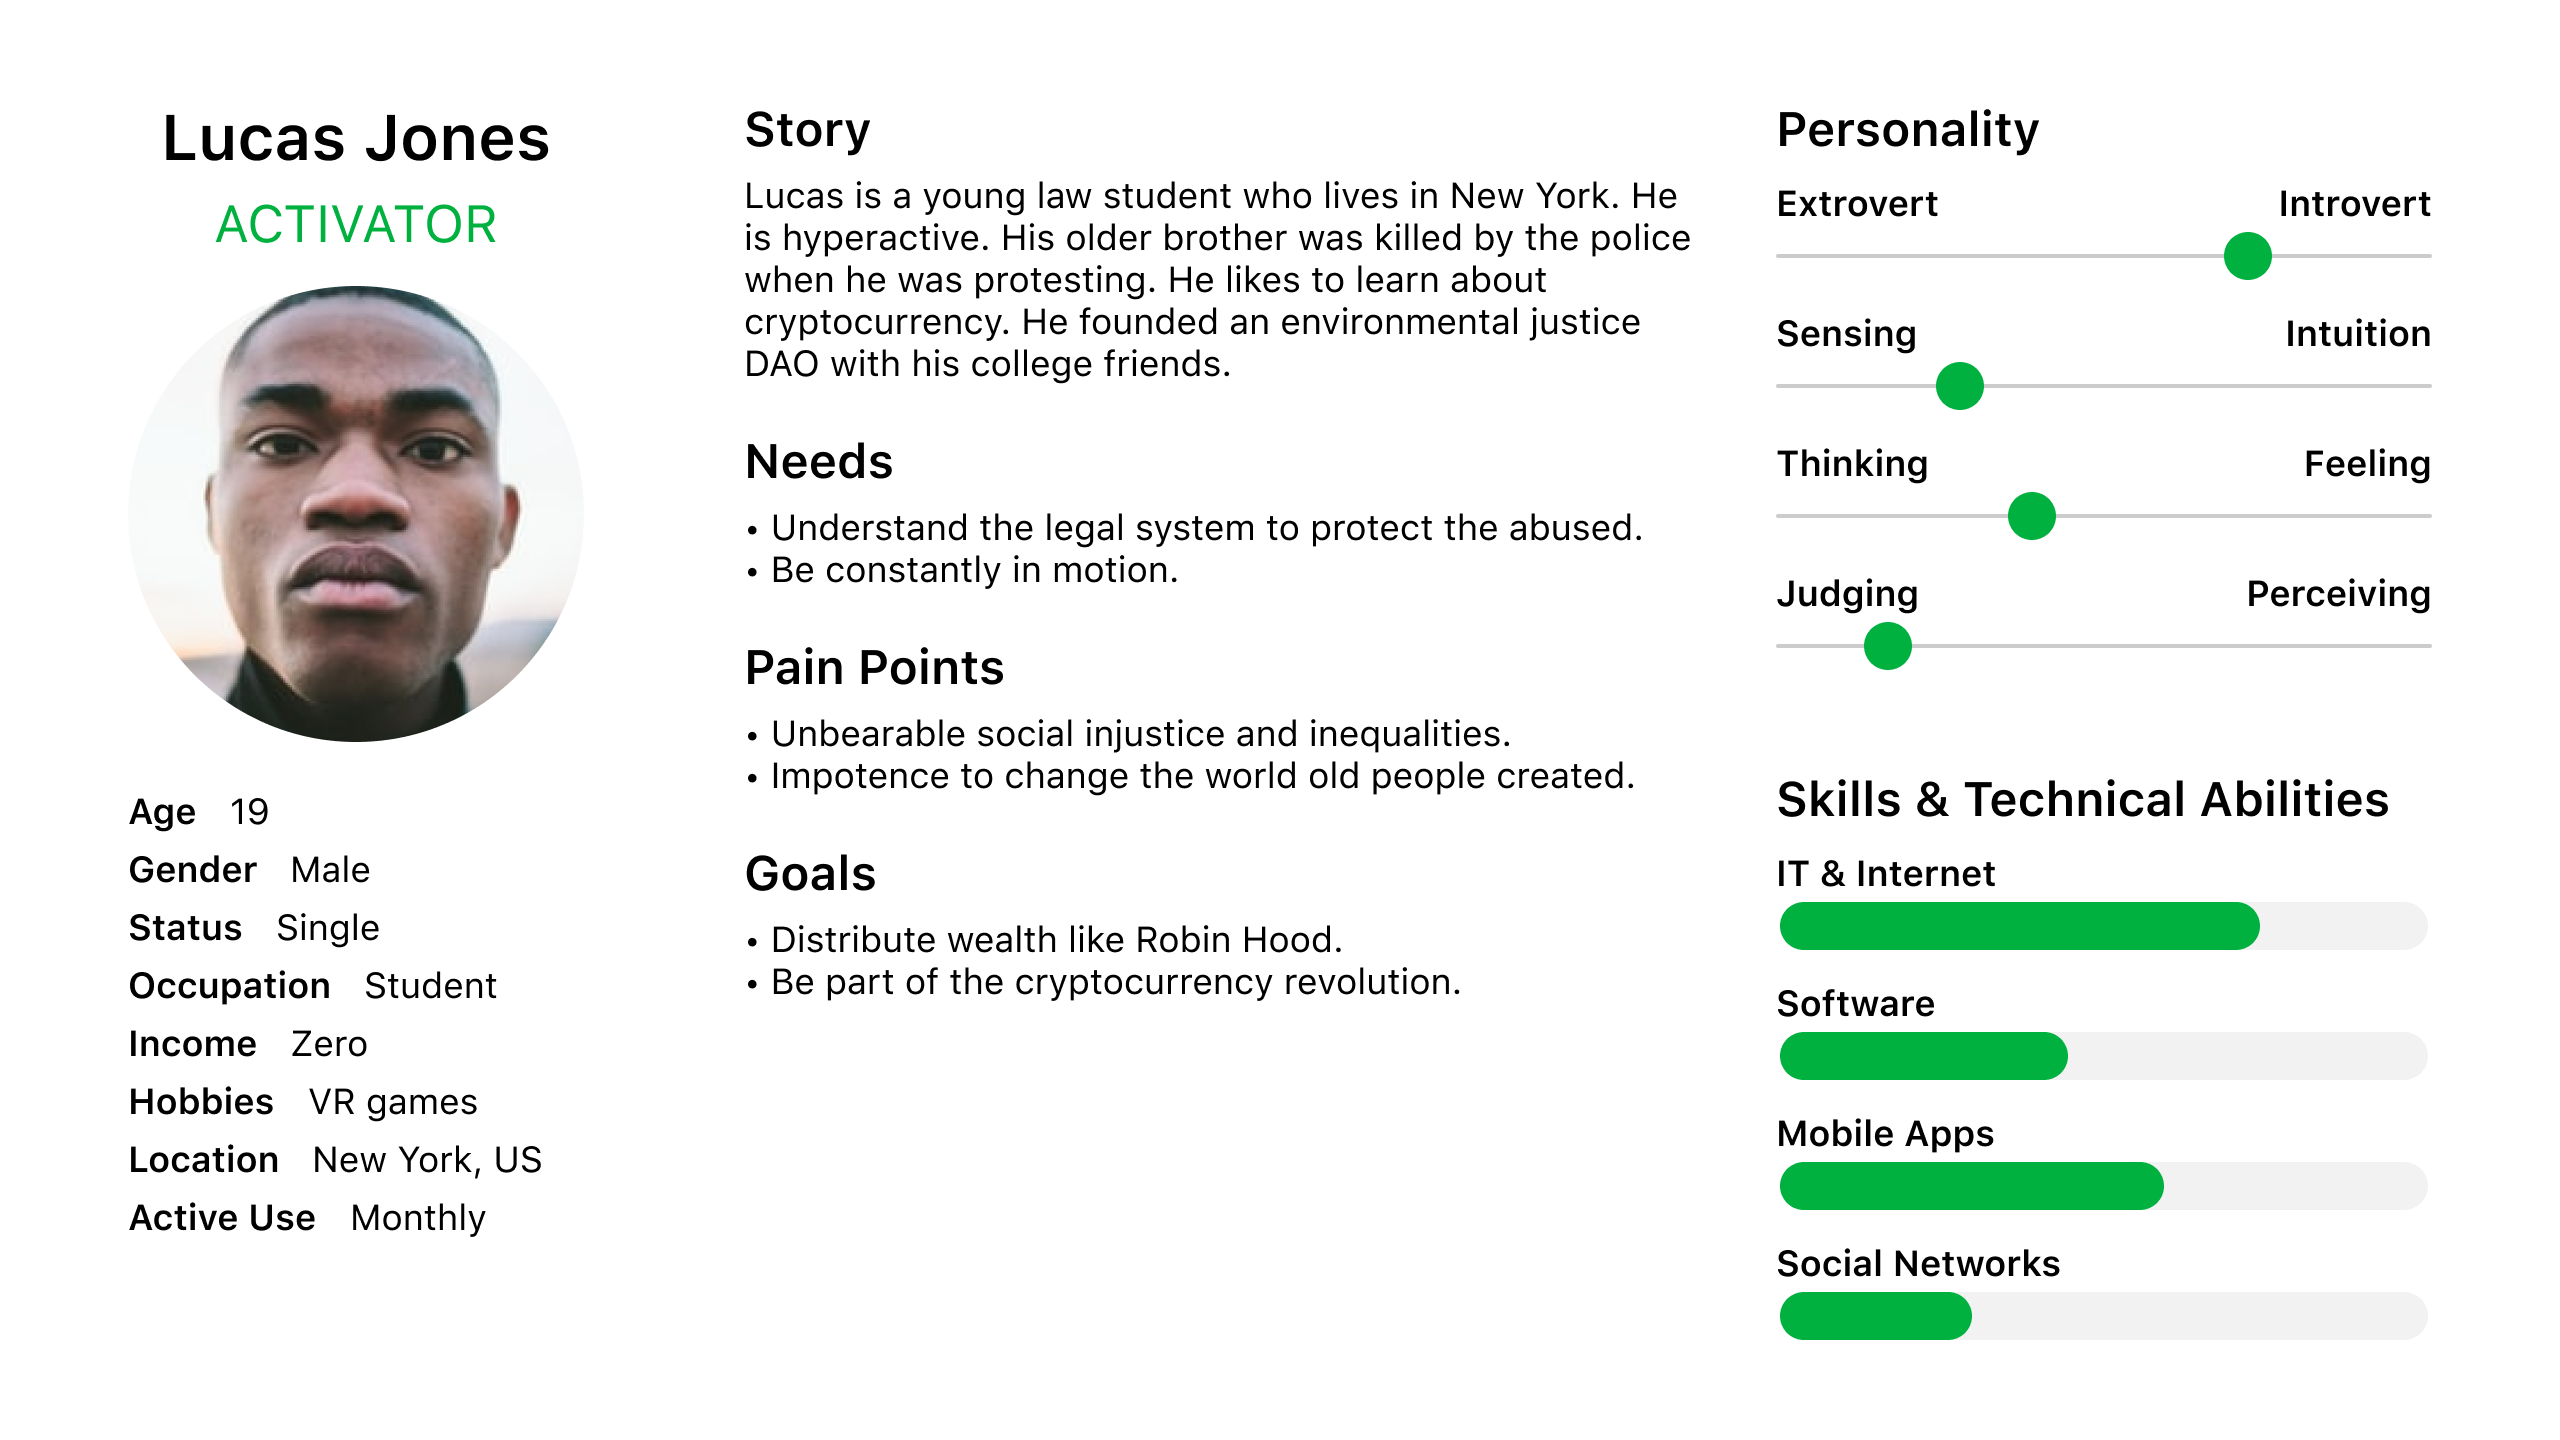 Lucas Jones
ACTIVATOR
Age 19
Gender Male
Status Single
Occupation Student
Income Zero
Hobbies VR games
Location New York, US
Active Use Monthly
Story
Lucas is a young law student who lives in New York. He
is hyperactive. His older brother was killed by the police
when he was protesting. He likes to learn about
cryptocurrency. He founded an environmental justice
DAO with his college friends.
Needs
• Understand the legal system to protect the abused.
• Be constantly in motion.
Pain Points
• Unbearable social injustice and inequalities.
• Impotence to change the world old people created.
Goals
• Distribute wealth like Robin Hood.
• Be part of the cryptocurrency revolution.
Personality
Extrovert Introvert
Sensing Intuition
Thinking Feeling
Judging Perceiving
Skills & Technical Abilities
IT & Internet
Software
Mobile Apps
Social Networks